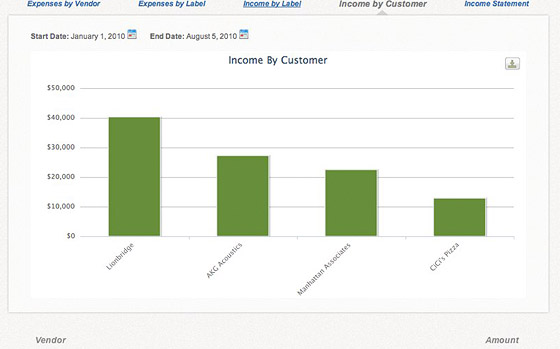 Expenses by Vendor Expenses by Label Income by Label Income by Customer Income Statement
Start Date: January 1, 2010 End Date: August 5, 2010
Income By Customer
$50,000
$40,000
$30,000
$20,000
$10,000
$0
Lionbridge
AKG Acoustics
Manhattan Associates
CiCi's Pizza
Vendor Amount